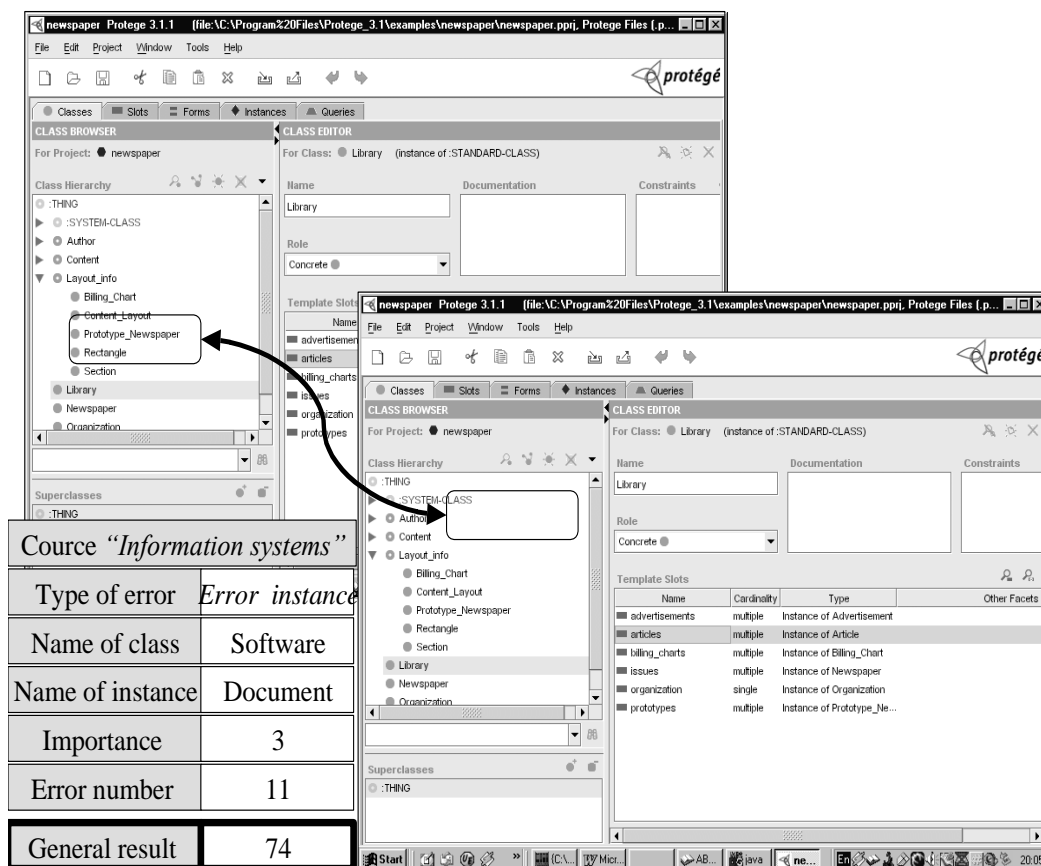 newspaper Protege 3.1.1 (file:\C:\Program%20Files\Protege_3.1\examples\newspaper\newspaper.pprj, Protege Files (.p...
File Edit Project Window Tools Help
protégé
Classes Slots Forms Instances Queries
CLASS BROWSER
For Project: newspaper
Class Hierarchy
:THING
:SYSTEM-CLASS
Author
Content
Layout_info
Billing_Chart
Content_Layout
Prototype_Newspaper
Rectangle
Section
Library
Newspaper
Organization
Superclasses
:THING
CLASS EDITOR
For Class: Library (instance of :STANDARD-CLASS)
Name Documentation Constraints
Library
Role
Concrete
Template Slots
Name
advertisemen
articles
billing_charts
issues
organization
prototypes
newspaper Protege 3.1.1 (file:\C:\Program%20Files\Protege_3.1\examples\newspaper\newspaper.pprj, Protege Files (.p...
File Edit Project Window Tools Help
protégé
Classes Slots Forms Instances Queries
CLASS BROWSER
For Project: newspaper
Class Hierarchy
:THING
:SYSTEM-CLASS
Author
Content
Layout_info
Billing_Chart
Content_Layout
Prototype_Newspaper
Rectangle
Section
Library
Newspaper
Organization
Superclasses
:THING
CLASS EDITOR
For Class: Library (instance of :STANDARD-CLASS)
Name Documentation Constraints
Library
Role
Concrete
Template Slots
Name Cardinality Type Other Facets
advertisements multiple Instance of Advertisement
articles multiple Instance of Article
billing_charts multiple Instance of Billing_Chart
issues multiple Instance of Newspaper
organization single Instance of Organization
prototypes multiple Instance of Prototype_Ne...
Start » (C:\... Micr... AB... java ne... En 20:05
Cource “Information systems”
Type of error Error instance
Name of class Software
Name of instance Document
Importance 3
Error number 11
General result 74